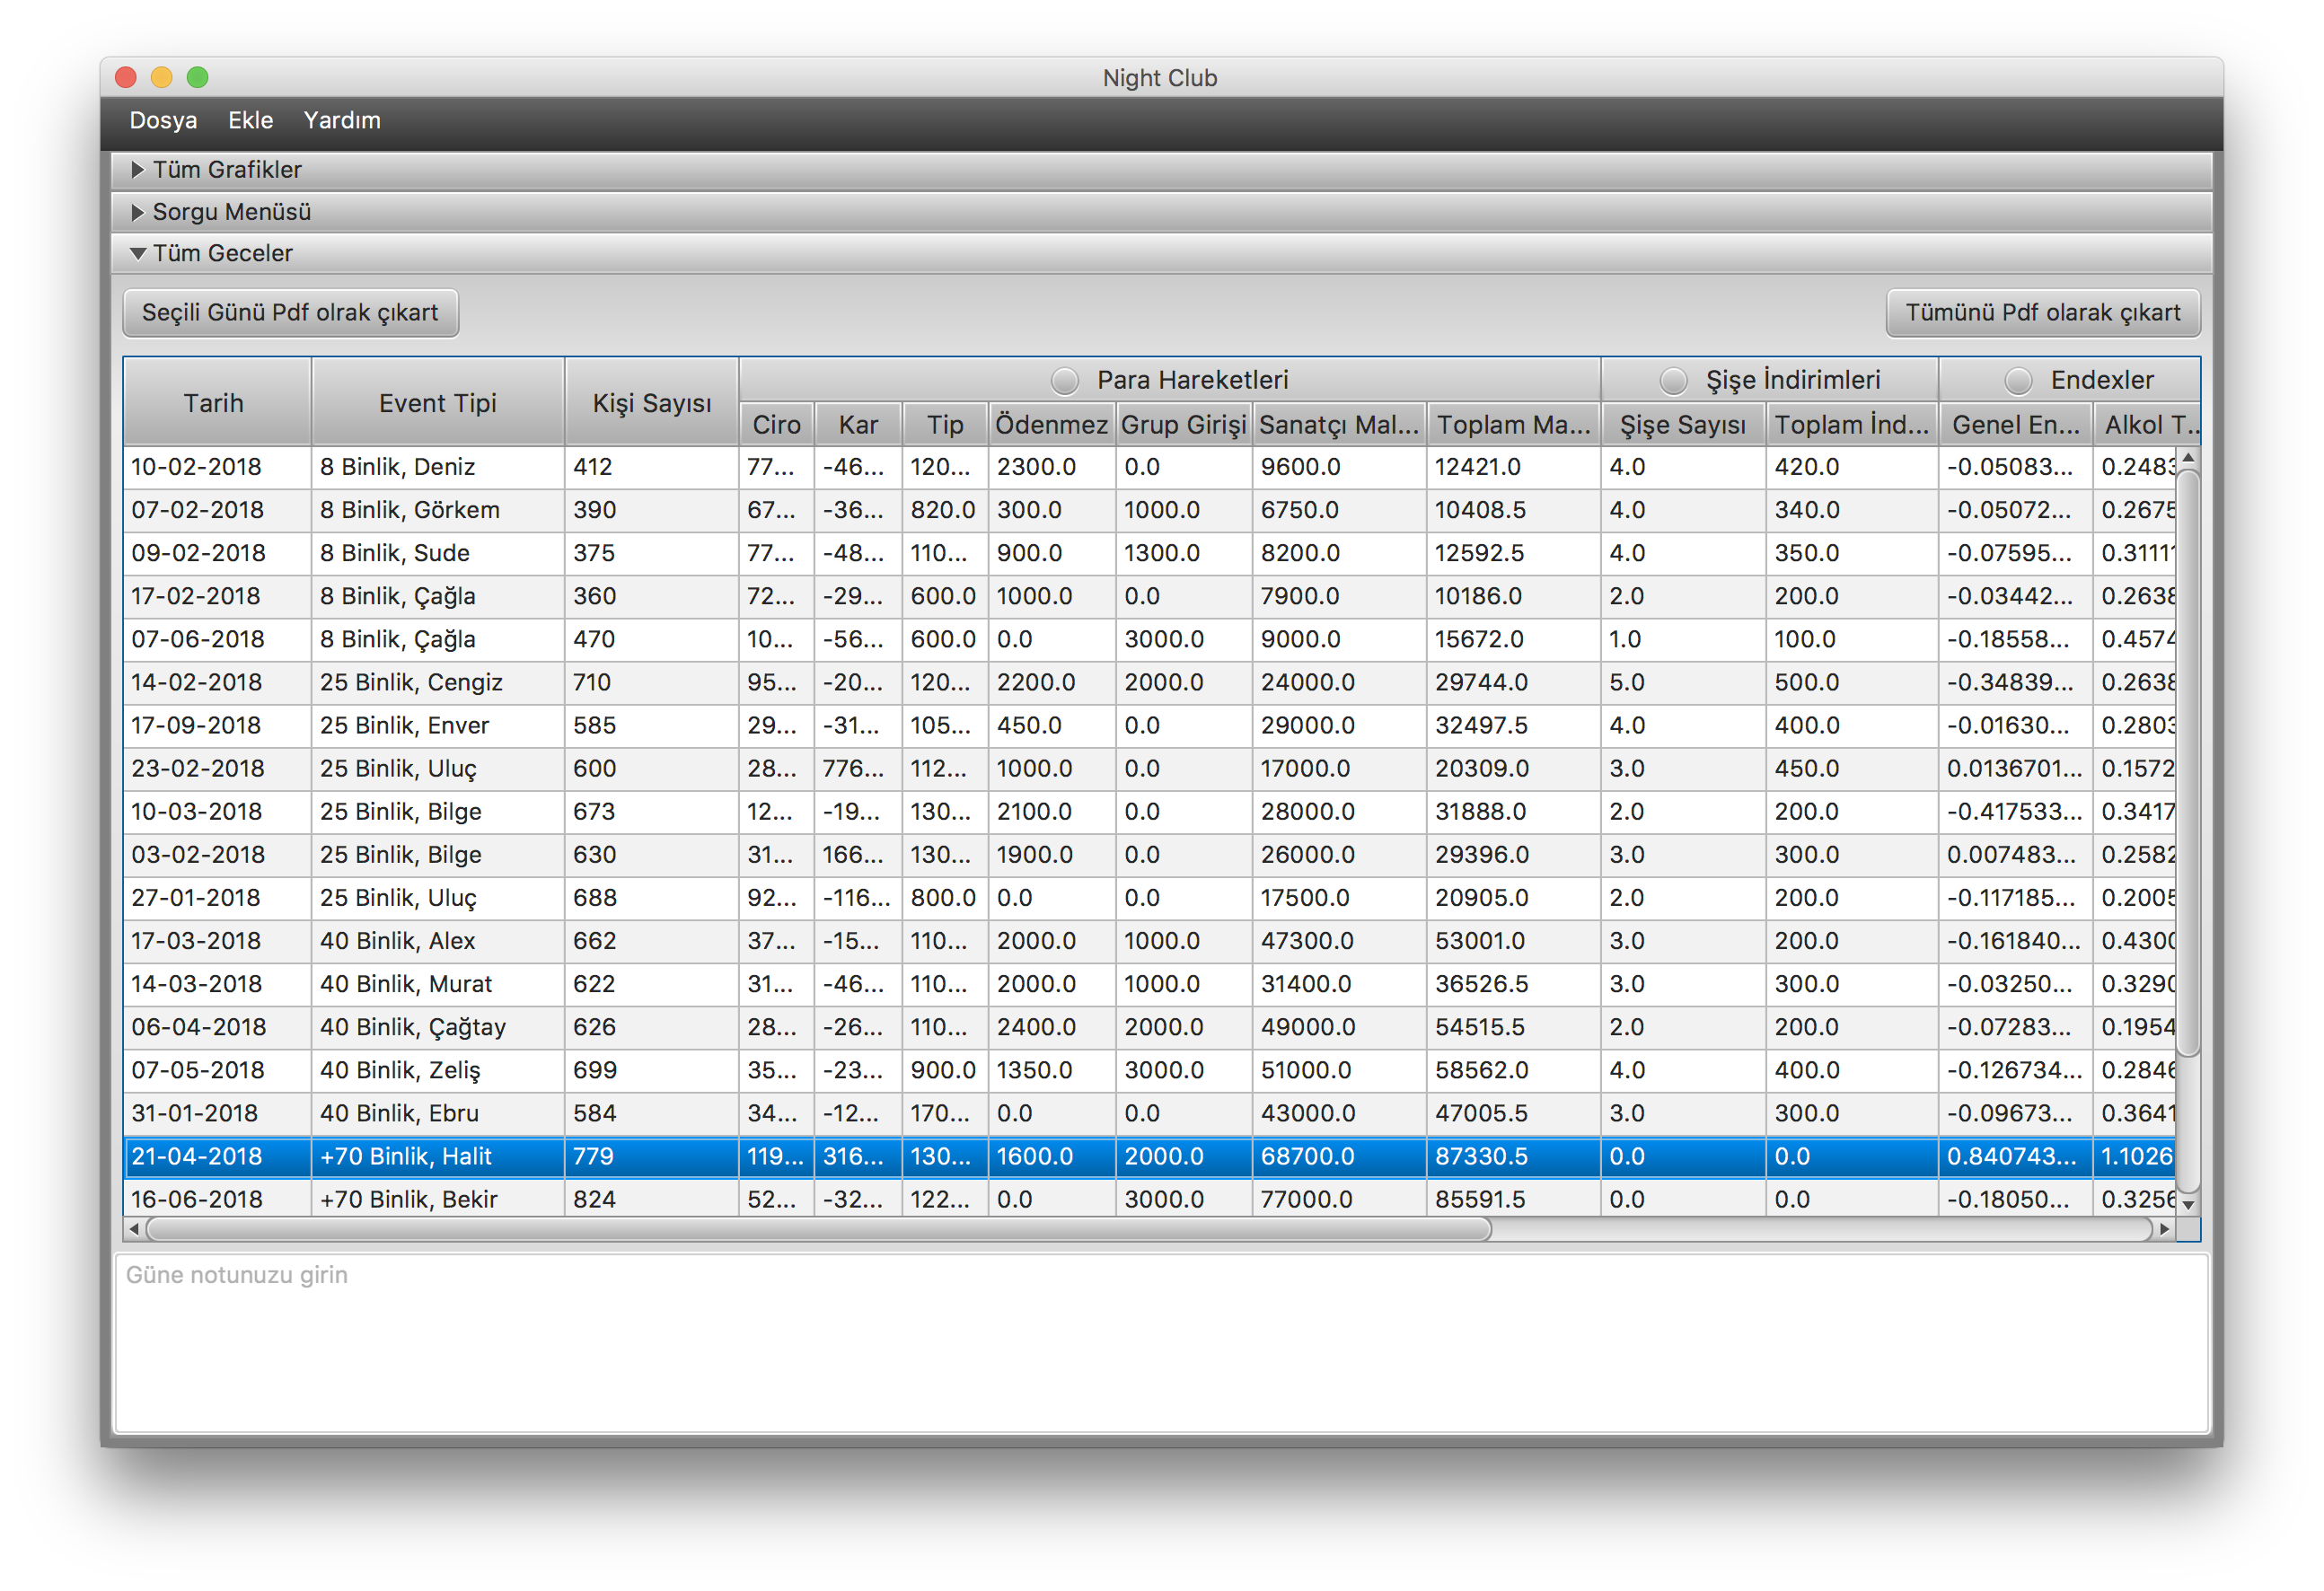 Night Club
Dosya Ekle Yardım
Tüm Grafikler
Sorgu Menüsü
Tüm Geceler
Seçili Günü Pdf olrak çıkart Tümünü Pdf olarak çıkart
Tarih Event Tipi Kişi Sayısı Para Hareketleri Şişe İndirimleri Endexler
Ciro Kar Tip Ödenmez Grup Girişi Sanatçı Mal... Toplam Ma... Şişe Sayısı Toplam İnd... Genel En... Alkol T...
10-02-2018 8 Binlik, Deniz 412 77... -46... 120... 2300.0 0.0 9600.0 12421.0 4.0 420.0 -0.05083... 0.2483
07-02-2018 8 Binlik, Görkem 390 67... -36... 820.0 300.0 1000.0 6750.0 10408.5 4.0 340.0 -0.05072... 0.2675
09-02-2018 8 Binlik, Sude 375 77... -48... 110... 900.0 1300.0 8200.0 12592.5 4.0 350.0 -0.07595... 0.31111
17-02-2018 8 Binlik, Çağla 360 72... -29... 600.0 1000.0 0.0 7900.0 10186.0 2.0 200.0 -0.03442... 0.2638
07-06-2018 8 Binlik, Çağla 470 10... -56... 600.0 0.0 3000.0 9000.0 15672.0 1.0 100.0 -0.18558... 0.4574
14-02-2018 25 Binlik, Cengiz 710 95... -20... 120... 2200.0 2000.0 24000.0 29744.0 5.0 500.0 -0.34839... 0.2638
17-09-2018 25 Binlik, Enver 585 29... -31... 105... 450.0 0.0 29000.0 32497.5 4.0 400.0 -0.01630... 0.2803
23-02-2018 25 Binlik, Uluç 600 28... 776... 112... 1000.0 0.0 17000.0 20309.0 3.0 450.0 0.0136701... 0.1572
10-03-2018 25 Binlik, Bilge 673 12... -19... 130... 2100.0 0.0 28000.0 31888.0 2.0 200.0 -0.417533... 0.3417
03-02-2018 25 Binlik, Bilge 630 31... 166... 130... 1900.0 0.0 26000.0 29396.0 3.0 300.0 0.007483... 0.2582
27-01-2018 25 Binlik, Uluç 688 92... -116... 800.0 0.0 0.0 17500.0 20905.0 2.0 200.0 -0.117185... 0.2005
17-03-2018 40 Binlik, Alex 662 37... -15... 110... 2000.0 1000.0 47300.0 53001.0 3.0 200.0 -0.161840... 0.4300
14-03-2018 40 Binlik, Murat 622 31... -46... 110... 2000.0 1000.0 31400.0 36526.5 3.0 300.0 -0.03250... 0.3290
06-04-2018 40 Binlik, Çağtay 626 28... -26... 110... 2400.0 2000.0 49000.0 54515.5 2.0 200.0 -0.07283... 0.1954
07-05-2018 40 Binlik, Zeliş 699 35... -23... 900.0 1350.0 3000.0 51000.0 58562.0 4.0 400.0 -0.126734... 0.2846
31-01-2018 40 Binlik, Ebru 584 34... -12... 170... 0.0 0.0 43000.0 47005.5 3.0 300.0 -0.09673... 0.3641
21-04-2018 +70 Binlik, Halit 779 119... 316... 130... 1600.0 2000.0 68700.0 87330.5 0.0 0.0 0.840743... 1.1026
16-06-2018 +70 Binlik, Bekir 824 52... -32... 122... 0.0 3000.0 77000.0 85591.5 0.0 0.0 -0.18050... 0.3256
Güne notunuzu girin